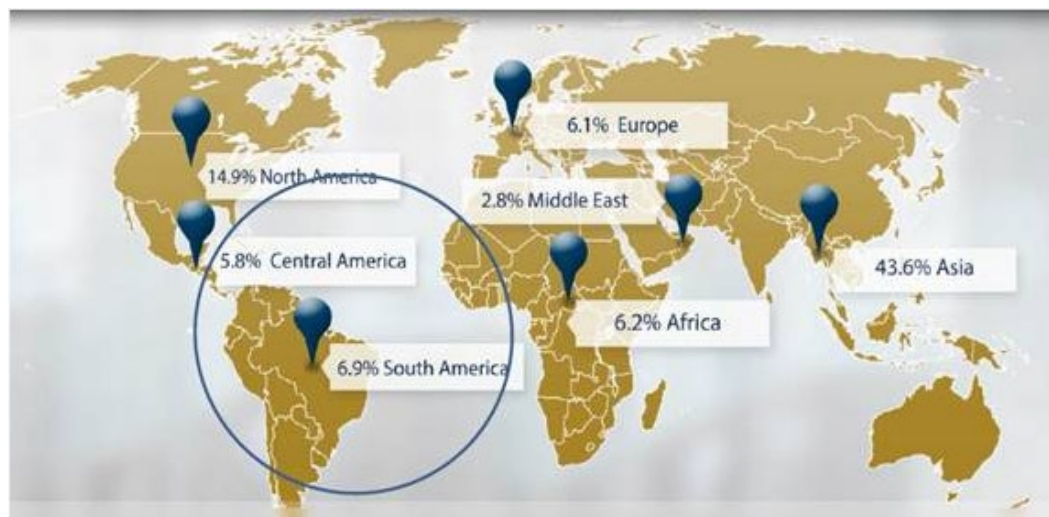 6.1% Europe
14.9% North America
2.8% Middle East
5.8% Central America
43.6% Asia
6.2% Africa
6.9% South America